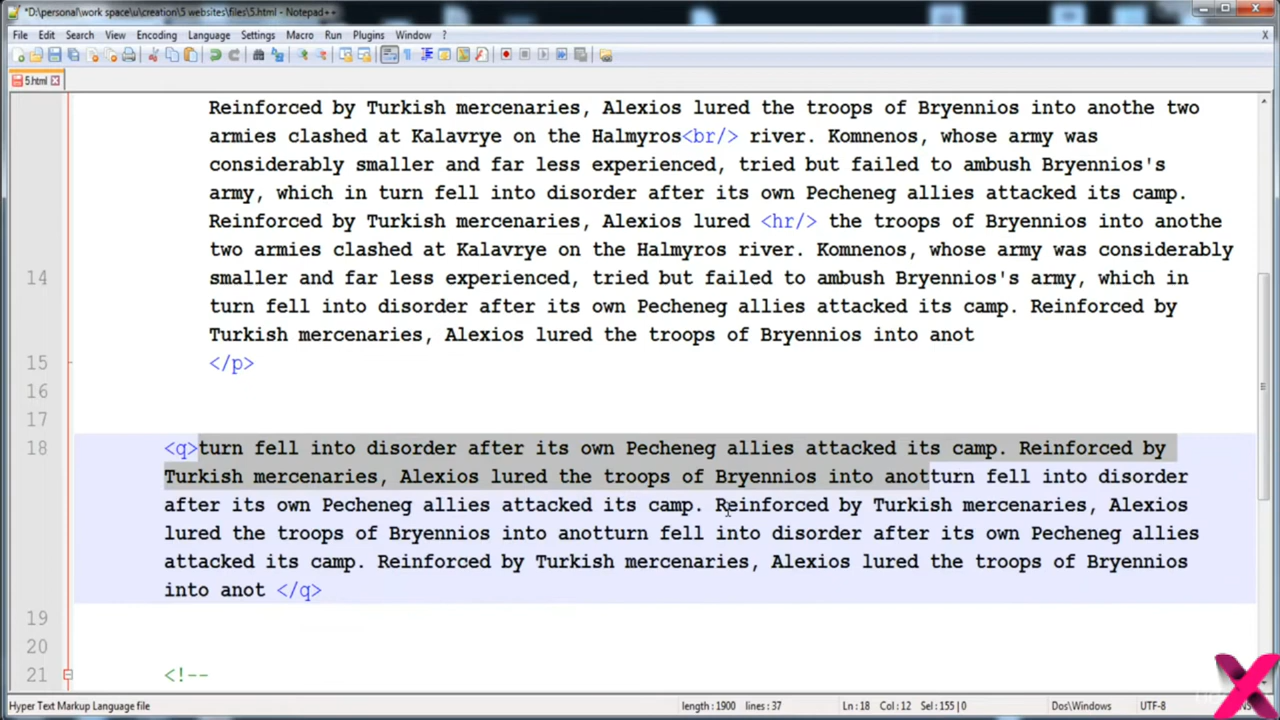 *D:\personal\work space\u\creation\5 websites\files\5.html - Notepad++
File Edit Search View Encoding Language Settings Macro Run Plugins Window ? X
5.html
Reinforced by Turkish mercenaries, Alexios lured the troops of Bryennios into anothe two
armies clashed at Kalavrye on the Halmyros<br/> river. Komnenos, whose army was
considerably smaller and far less experienced, tried but failed to ambush Bryennios's
army, which in turn fell into disorder after its own Pecheneg allies attacked its camp.
Reinforced by Turkish mercenaries, Alexios lured <hr/> the troops of Bryennios into anothe
two armies clashed at Kalavrye on the Halmyros river. Komnenos, whose army was considerably
14 smaller and far less experienced, tried but failed to ambush Bryennios's army, which in
turn fell into disorder after its own Pecheneg allies attacked its camp. Reinforced by
Turkish mercenaries, Alexios lured the troops of Bryennios into anot
15 </p>
16
17
18 <q>turn fell into disorder after its own Pecheneg allies attacked its camp. Reinforced by
Turkish mercenaries, Alexios lured the troops of Bryennios into anotturn fell into disorder
after its own Pecheneg allies attacked its camp. Reinforced by Turkish mercenaries, Alexios
lured the troops of Bryennios into anotturn fell into disorder after its own Pecheneg allies
attacked its camp. Reinforced by Turkish mercenaries, Alexios lured the troops of Bryennios
into anot </q>
19
20
21 <!--
Hyper Text Markup Language file length:1900 lines:37 Ln:18 Col:12 Sel:155|0 Dos\Windows UTF-8